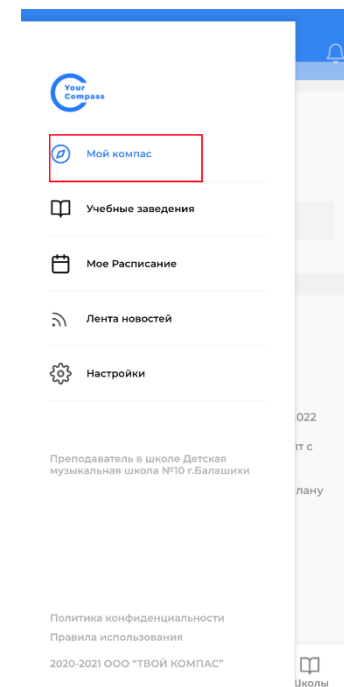 Your
Compass
Мой компас
Учебные заведения
Мое Расписание
Лента новостей
Настройки
022
нт с
лану
Преподаватель в школе Детская
музыкальная школа №10 г.Балашихи
Политика конфиденциальности
Правила использования
2020-2021 ООО "ТВОЙ КОМПАС"
Школы